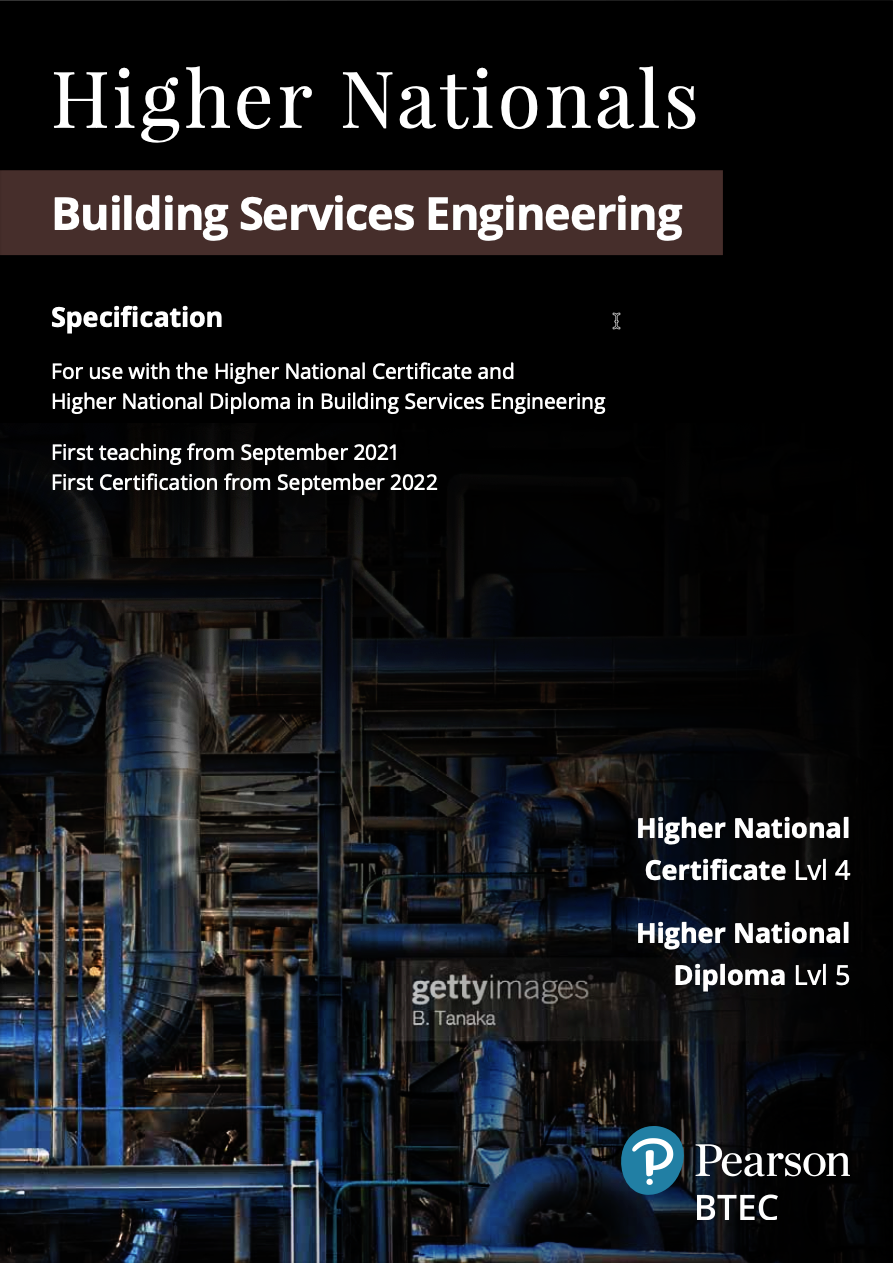 Higher Nationals
Building Services Engineering
Specification
For use with the Higher National Certificate and
Higher National Diploma in Building Services Engineering
First teaching from September 2021
First Certification from September 2022
Higher National
Certificate Lvl 4
Higher National
Diploma Lvl 5
gettyimages
B. Tanaka
Pearson
BTEC